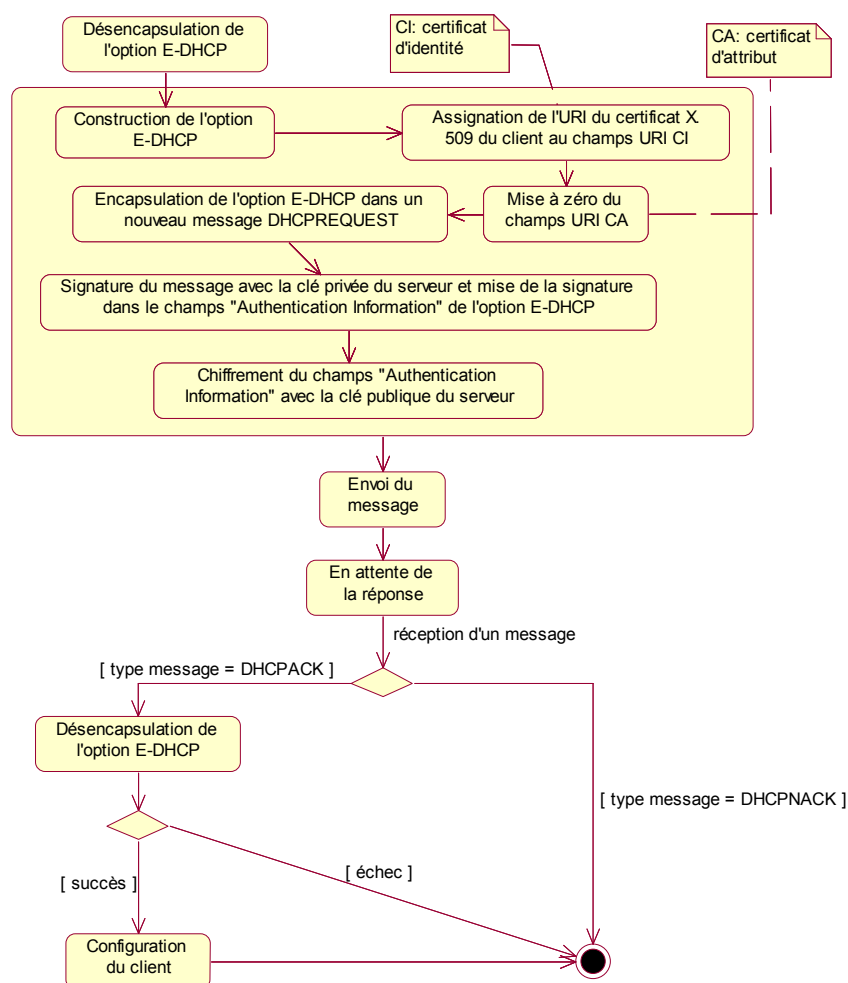 Désencapsulation de
l'option E-DHCP
CI: certificat
d'identité
CA: certificat
d'attribut
Construction de l'option
E-DHCP
Assignation de l'URI du certificat X.
509 du client au champs URI CI
Encapsulation de l'option E-DHCP dans un
nouveau message DHCPREQUEST
Mise à zéro du
champs URI CA
Signature du message avec la clé privée du serveur et mise de la signature
dans le champs "Authentication Information" de l'option E-DHCP
Chiffrement du champs "Authentication
Information" avec la clé publique du serveur
Envoi du
message
En attente de
la réponse
réception d'un message
[ type message = DHCPACK ]
Désencapsulation de
l'option E-DHCP
[ type message = DHCPNACK ]
[ échec ]
[ succès ]
Configuration
du client